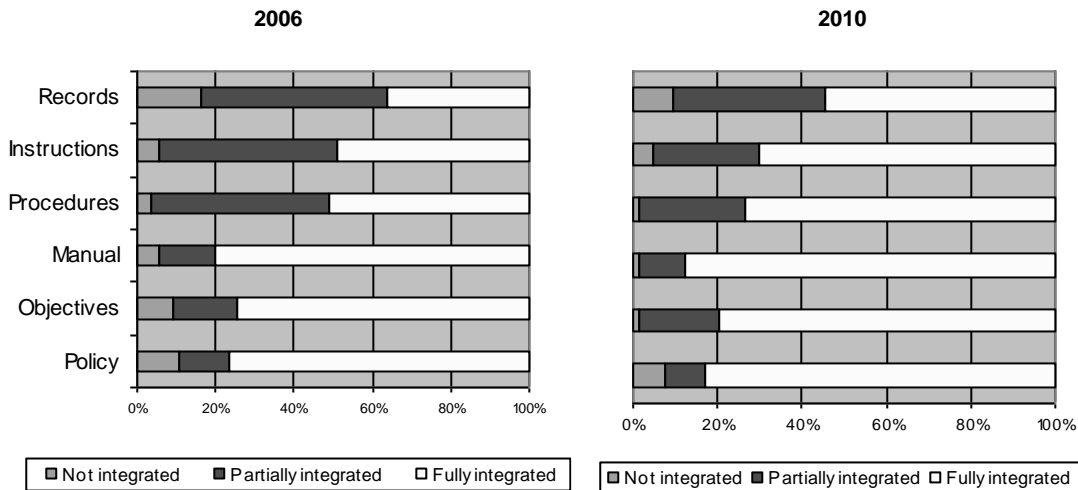 2006
2010
Records
Instructions
Procedures
Manual
Objectives
Policy
0% 20% 40% 60% 80% 100%
0% 20% 40% 60% 80% 100%
Not integrated Partially integrated Fully integrated
Not integrated Partially integrated Fully integrated